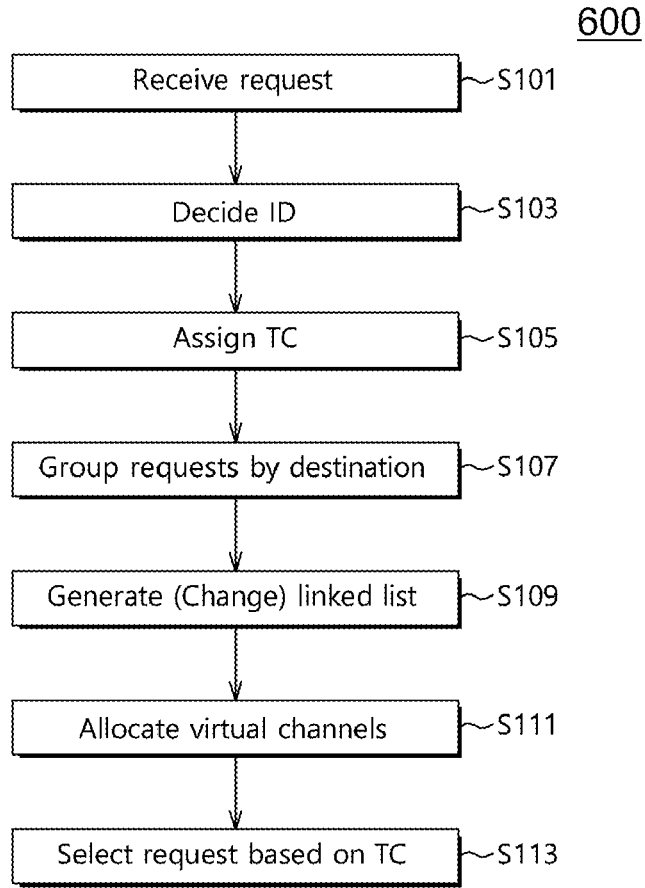 600
Receive request S101
Decide ID S103
Assign TC S105
Group requests by destination S107
Generate (Change) linked list S109
Allocate virtual channels S111
Select request based on TC S113